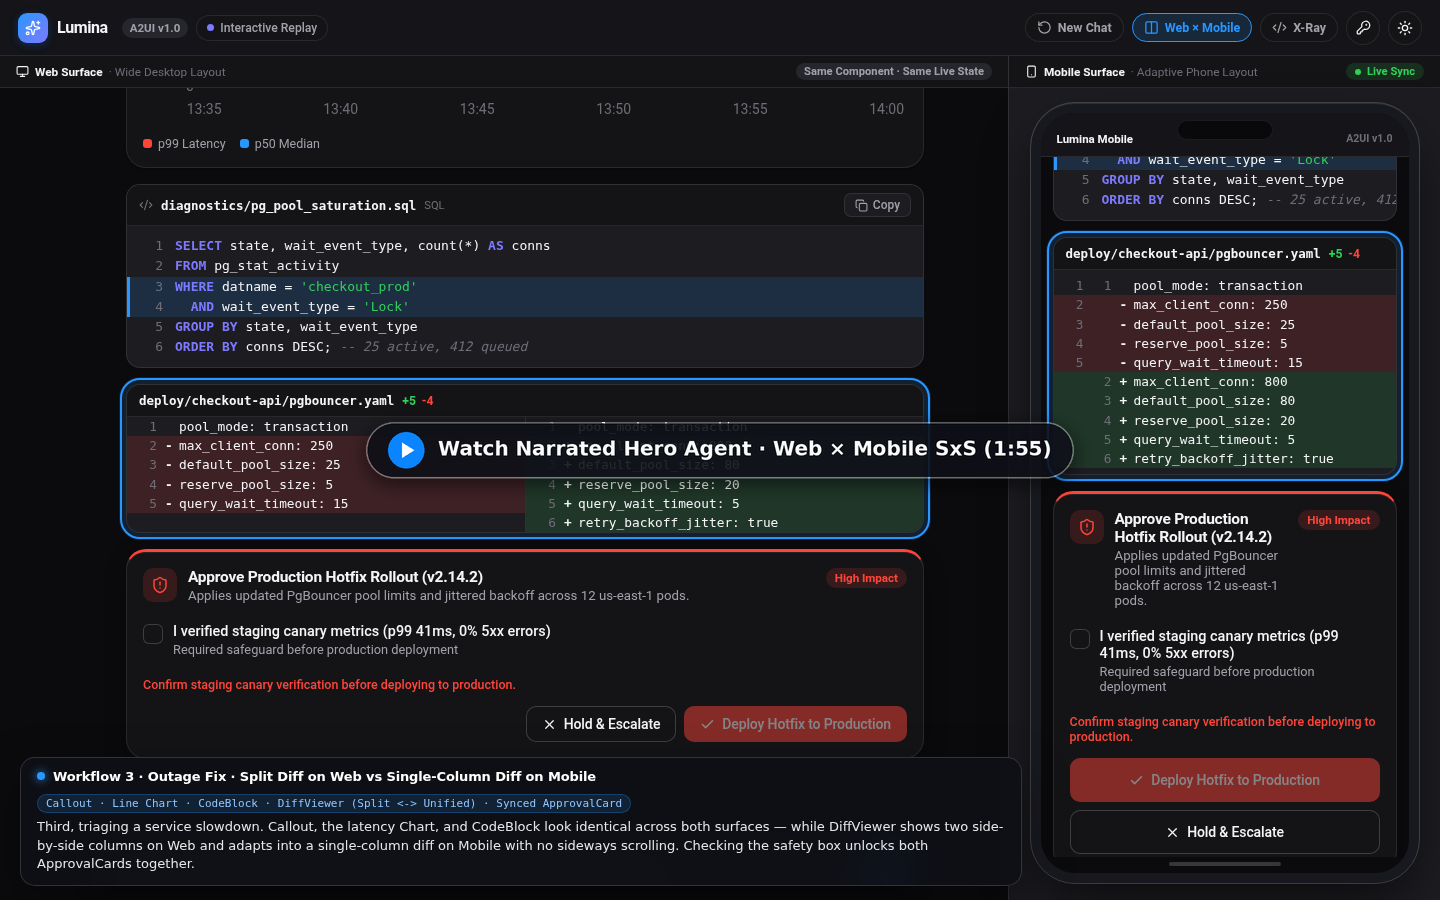 Lumina
A2UI v1.0
Interactive Replay
New Chat
Web × Mobile
X-Ray
Web Surface · Wide Desktop Layout
Same Component · Same Live State
Mobile Surface · Adaptive Phone Layout
Live Sync
13:35 13:40 13:45 13:50 13:55 14:00
p99 Latency p50 Median
diagnostics/pg_pool_saturation.sql SQL
Copy
1 SELECT state, wait_event_type, count(*) AS conns
2 FROM pg_stat_activity
3 WHERE datname = 'checkout_prod'
4 AND wait_event_type = 'Lock'
5 GROUP BY state, wait_event_type
6 ORDER BY conns DESC; -- 25 active, 412 queued
deploy/checkout-api/pgbouncer.yaml +5 -4
1 pool_mode: transaction
2 - max_client_conn: 250
3 - default_pool_size: 25
4 - reserve_pool_size: 5
5 - query_wait_timeout: 15
1 pool_mode: transaction
3 + default_pool_size: 80
4 + reserve_pool_size: 20
5 + query_wait_timeout: 5
6 + retry_backoff_jitter: true
Watch Narrated Hero Agent · Web × Mobile SxS (1:55)
Approve Production Hotfix Rollout (v2.14.2)
High Impact
Applies updated PgBouncer pool limits and jittered backoff across 12 us-east-1 pods.
I verified staging canary metrics (p99 41ms, 0% 5xx errors)
Required safeguard before production deployment
Confirm staging canary verification before deploying to production.
Hold & Escalate
Deploy Hotfix to Production
Workflow 3 · Outage Fix · Split Diff on Web vs Single-Column Diff on Mobile
Callout · Line Chart · CodeBlock · DiffViewer (Split <-> Unified) · Synced ApprovalCard
Third, triaging a service slowdown. Callout, the latency Chart, and CodeBlock look identical across both surfaces — while DiffViewer shows two side-
by-side columns on Web and adapts into a single-column diff on Mobile with no sideways scrolling. Checking the safety box unlocks both
ApprovalCards together.
Lumina Mobile
A2UI v1.0
4 AND wait_event_type = 'Lock'
5 GROUP BY state, wait_event_type
6 ORDER BY conns DESC; -- 25 active, 412
deploy/checkout-api/pgbouncer.yaml +5 -4
1 1 pool_mode: transaction
2 - max_client_conn: 250
3 - default_pool_size: 25
4 - reserve_pool_size: 5
5 - query_wait_timeout: 15
2 + max_client_conn: 800
3 + default_pool_size: 80
4 + reserve_pool_size: 20
5 + query_wait_timeout: 5
6 + retry_backoff_jitter: true
Approve Production
Hotfix Rollout (v2.14.2)
High Impact
Applies updated PgBouncer
pool limits and jittered
backoff across 12 us-east-1
pods.
I verified staging canary metrics (p99
41ms, 0% 5xx errors)
Required safeguard before production
deployment
Confirm staging canary verification before deploying to
production.
Deploy Hotfix to Production
Hold & Escalate